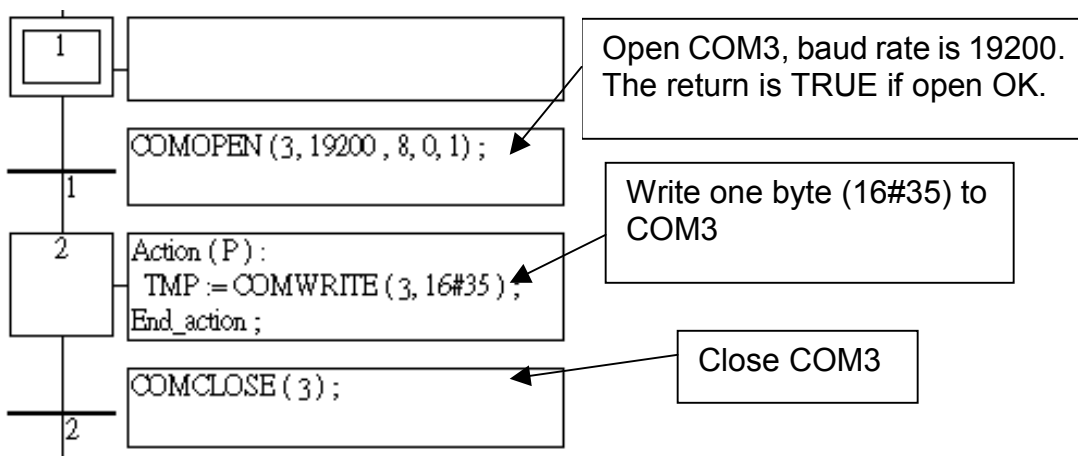 1
Open COM3, baud rate is 19200.
The return is TRUE if open OK.
COMOPEN ( 3, 19200 , 8, 0, 1) ;
1
Write one byte (16#35) to
COM3
2
Action ( P ) :
TMP := COMWRITE ( 3, 16#35 ) ;
End_action ;
Close COM3
COMCLOSE ( 3 ) ;
2